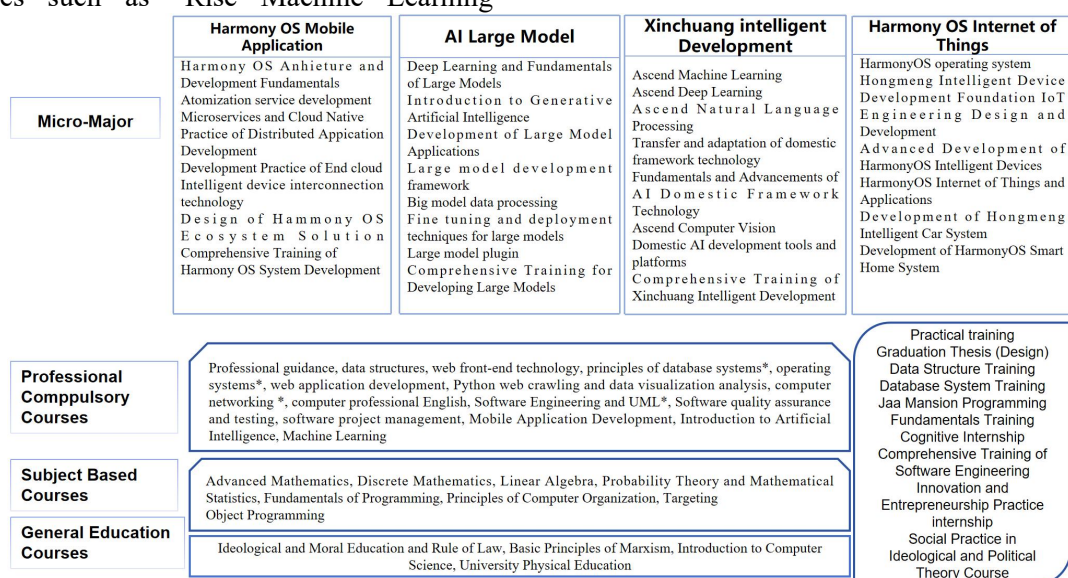 es such as "Rise Machine Learning
Harmony OS Mobile
Application
AI Large Model
Xinchuang intelligent
Development
Harmony OS Internet of
Things
Micro-Major
Harmony OS Anhieture and
Development Fundamentals
Atomization service development
Microservices and Cloud Native
Practice of Distributed Appication
Development
Development Practice of End cloud
Intelligent device interconnection
technology
Design of Hammony OS
Ecosystem Solution
Comprehensive Training of
Harmony OS System Development
Deep Learning and Fundamentals
of Large Models
Introduction to Generative
Artificial Intelligence
Development of Large Model
Applications
Large model development
framework
Big model data processing
Fine tuning and deployment
techniques for large models
Large model plugin
Comprehensive Training for
Developing Large Models
Ascend Machine Learning
Ascend Deep Learning
Ascend Natural Language
Processing
Transfer and adaptation of domestic
framework technology
Fundamentals and Advancements of
AI Domestic Framework
Technology
Ascend Computer Vision
Domestic AI development tools and
platforms
Comprehensive Training of
Xinchuang Intelligent Development
HarmonyOS operating system
Hongmeng Intelligent Device
Development Foundation IoT
Engineering Design and
Development
Advanced Development of
HarmonyOS Intelligent Devices
HarmonyOS Internet of Things and
Applications
Development of Hongmeng
Intelligent Car System
Development of HarmonyOS Smart
Home System
Professional
Comppulsory
Courses
Professional guidance, data structures, web front-end technology, principles of database systems*, operating
systems*, web application development, Python web crawling and data visualization analysis, computer
networking *, computer professional English, Software Engineering and UML*, Software quality assurance
and testing, software project management, Mobile Application Development, Introduction to Artificial
Intelligence, Machine Learning
Subject Based
Courses
Advanced Mathematics, Discrete Mathematics, Linear Algebra, Probability Theory and Mathematical
Statistics, Fundamentals of Programming, Principles of Computer Organization, Targeting
Object Programming
General Education
Courses
Ideological and Moral Education and Rule of Law, Basic Principles of Marxism, Introduction to Computer
Science, University Physical Education
Practical training
Graduation Thesis (Design)
Data Structure Training
Database System Training
Jaa Mansion Programming
Fundamentals Training
Cognitive Internship
Comprehensive Training of
Software Engineering
Innovation and
Entrepreneurship Practice
internship
Social Practice in
Ideological and Political
Theory Course